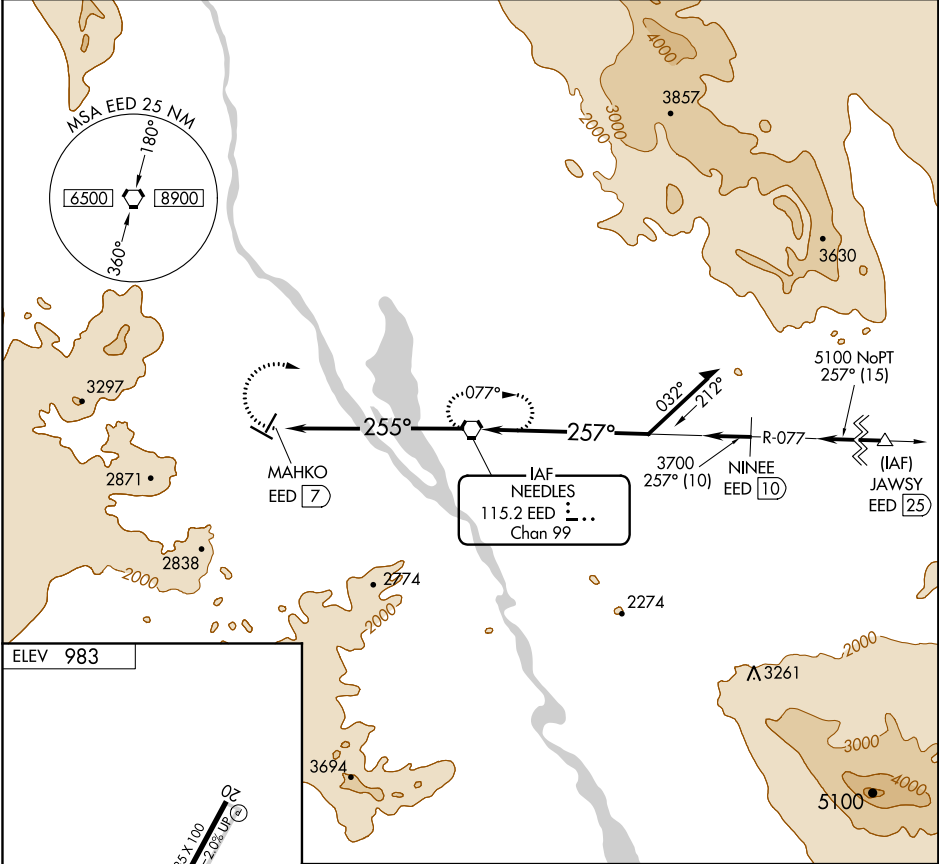 4000
3857
3000
2000
MSA EED 25 NM
180°
6500
8900
360°
3630
5100 NoPT
257° (15)
3297
032°
212°
077°
255°
257°
R-077
MAHKO
EED 7
3700
257° (10)
NINEE
EED 10
(IAF)
JAWSY
EED 25
IAF
NEEDLES
115.2 EED
Chan 99
2871
2838
2000
2774
2000
2274
ELEV 983
2000
3261
3000
4000
5100
3694
20
5 X 100
2.0% UP